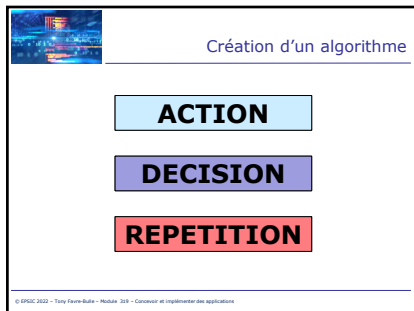 Création d’un algorithme
ACTION
DECISION
REPETITION
© EPSIC 2022 – Tony Favre-Bulle – Module 319 – Concevoir et implémenter des applications